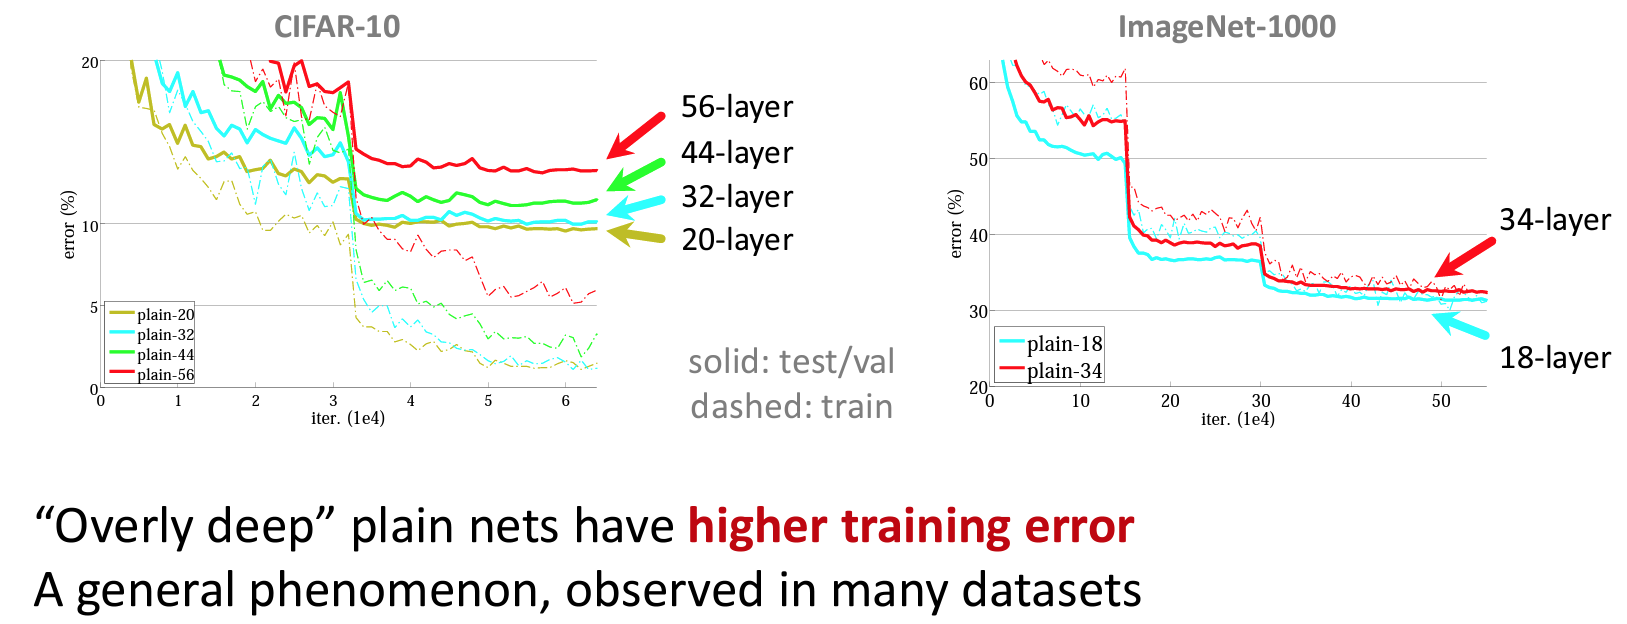 CIFAR-10
20
10
5
0
error (%)
0
1
2
3
4
5
6
iter. (1e4)
plain-20
plain-32
plain-44
plain-56
56-layer
44-layer
32-layer
20-layer
solid: test/val
dashed: train
ImageNet-1000
60
50
40
30
20
error (%)
0
10
20
30
40
50
iter. (1e4)
plain-18
plain-34
34-layer
18-layer
“Overly deep” plain nets have higher training error
A general phenomenon, observed in many datasets